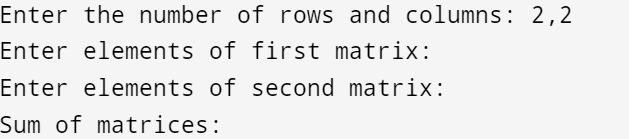 Enter the number of rows and columns: 2,2
Enter elements of first matrix:
Enter elements of second matrix:
Sum of matrices: